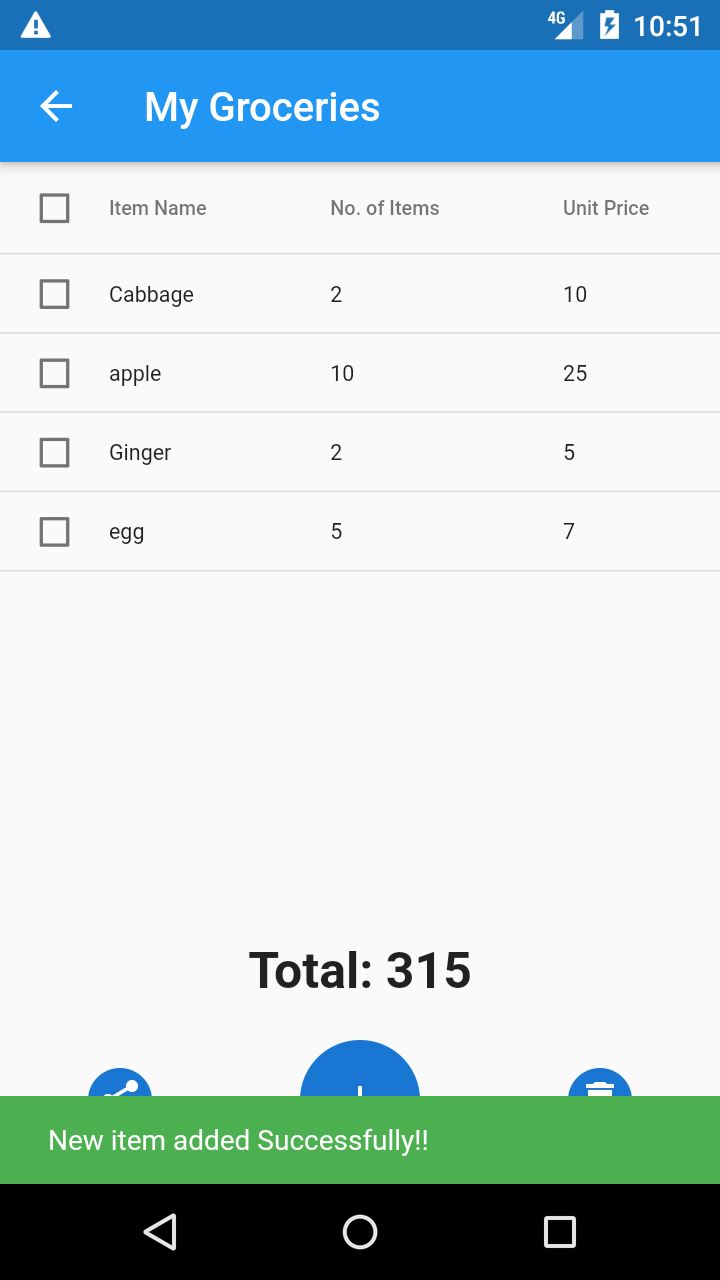 4G 10:51
My Groceries
Item Name No. of Items Unit Price
Cabbage 2 10
apple 10 25
Ginger 2 5
egg 5 7
Total: 315
New item added Successfully!!